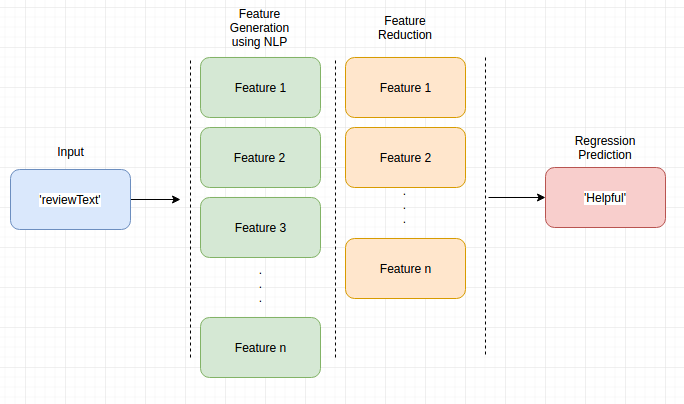 Feature
Generation
using NLP
Feature
Reduction
Feature 1
Feature 1
Feature 2
Feature 2
Regression
Prediction
Input
'reviewText'
'Helpful'
Feature 3
.
.
.
Feature n
.
.
.
Feature n